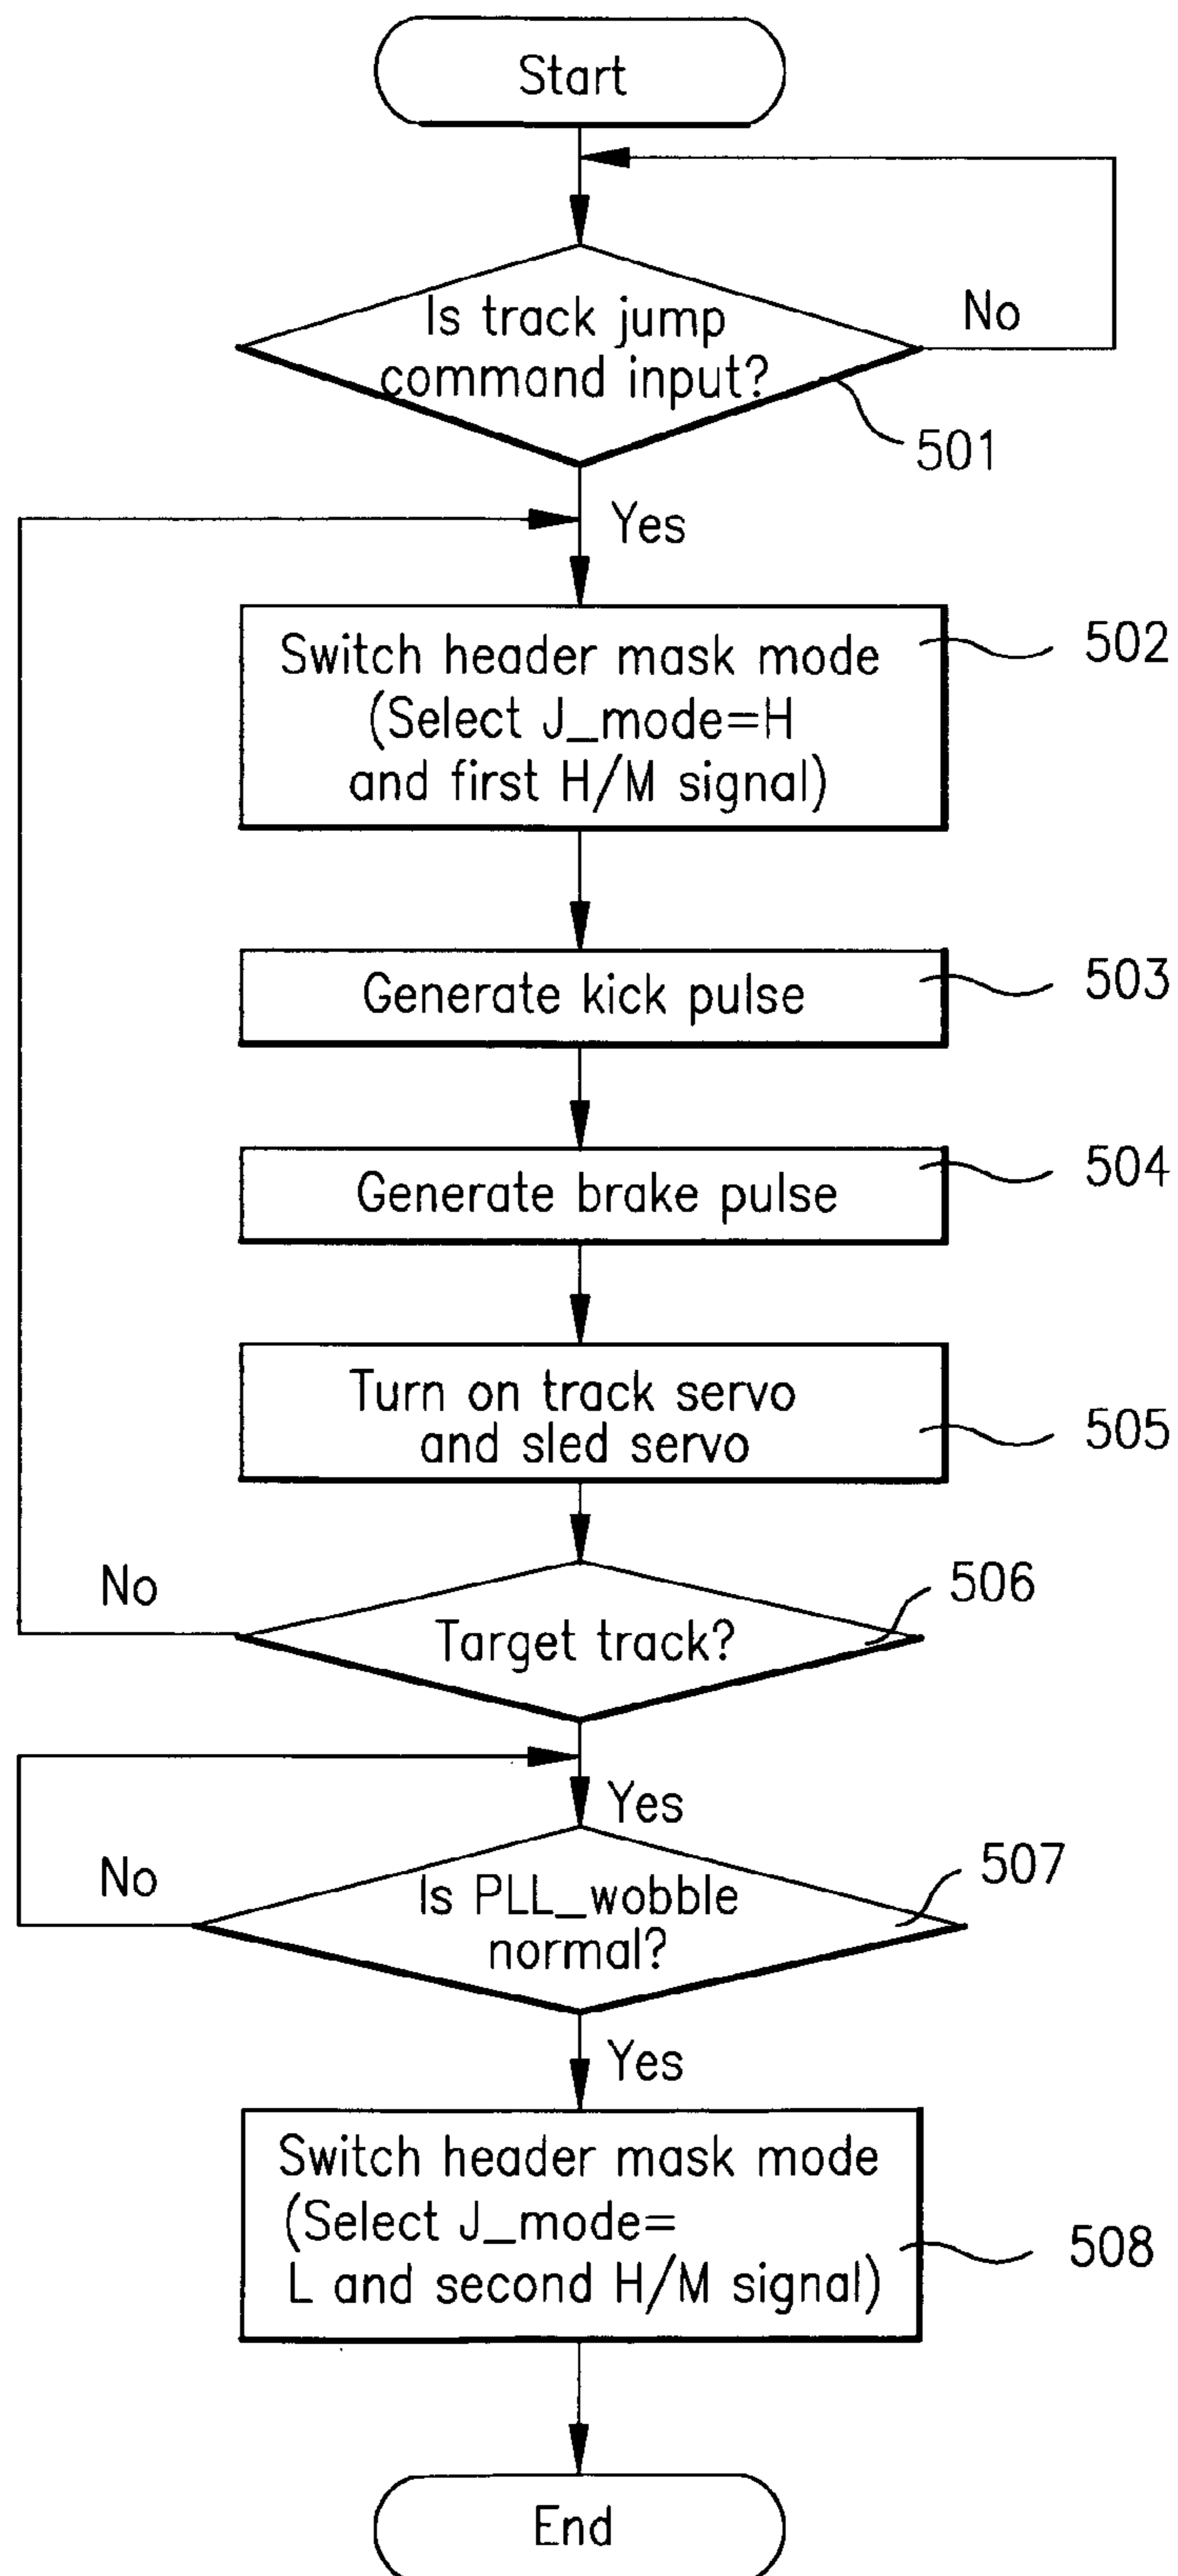 Start
Is track jump
command input?
No
501
Yes
Switch header mask mode
(Select J_mode=H
and first H/M signal)
502
Generate kick pulse
503
Generate brake pulse
504
Turn on track servo
and sled servo
505
No
Target track?
506
Yes
No
Is PLL_wobble
normal?
507
Yes
Switch header mask mode
(Select J_mode=
L and second H/M signal)
508
End